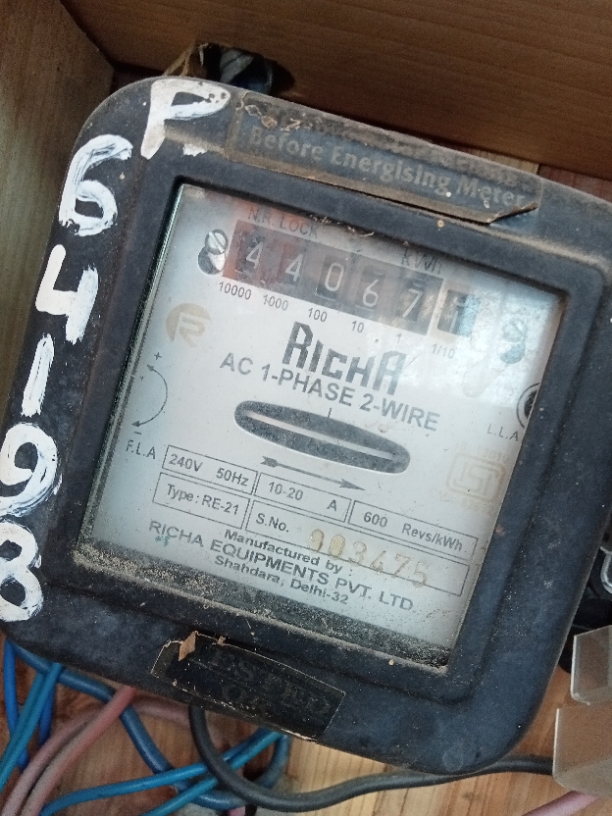 P
64198
Before Energising Meter
N.R. LOCK KWH
4 4 0 6 7
10000 1000 100 10 1 1/10
R
RICHA
AC 1-PHASE 2-WIRE
+
-
F.L.A
L.L.A
240V 50Hz 10-20 A 600 Revs/kWh
Type: RE-21 S.No. 903475
Manufactured by
RICHA EQUIPMENTS PVT. LTD.
Shahdara, Delhi-32